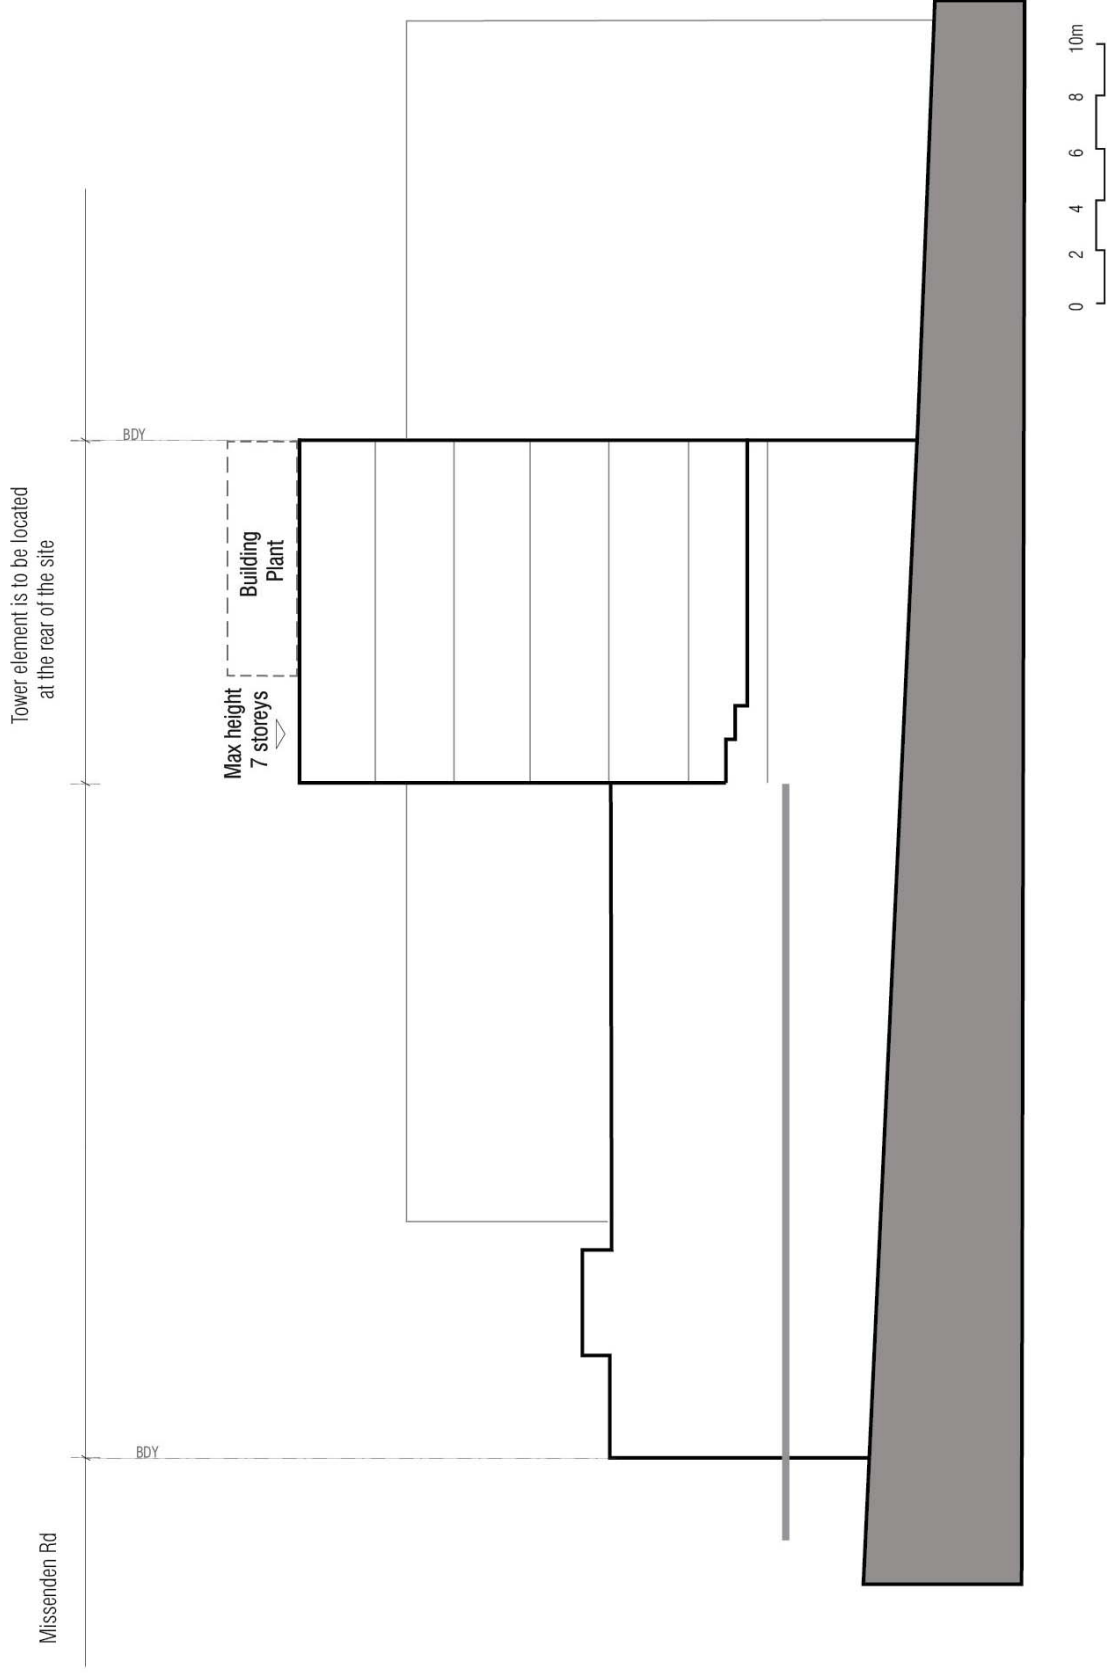 Missenden Rd
Tower element is to be located
at the rear of the site
BDY
BDY
Max height
7 storeys
Building
Plant
0 2 4 6 8 10m